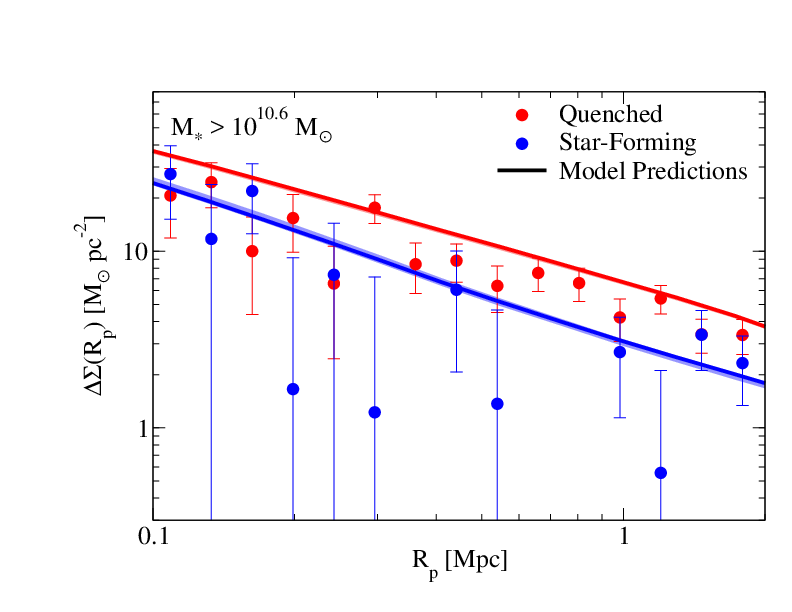 M* > 10^10.6 M☉
Quenched
Star-Forming
Model Predictions
ΔΣ(Rp) [M☉ pc^-2]
10
1
0.1
1
Rp [Mpc]